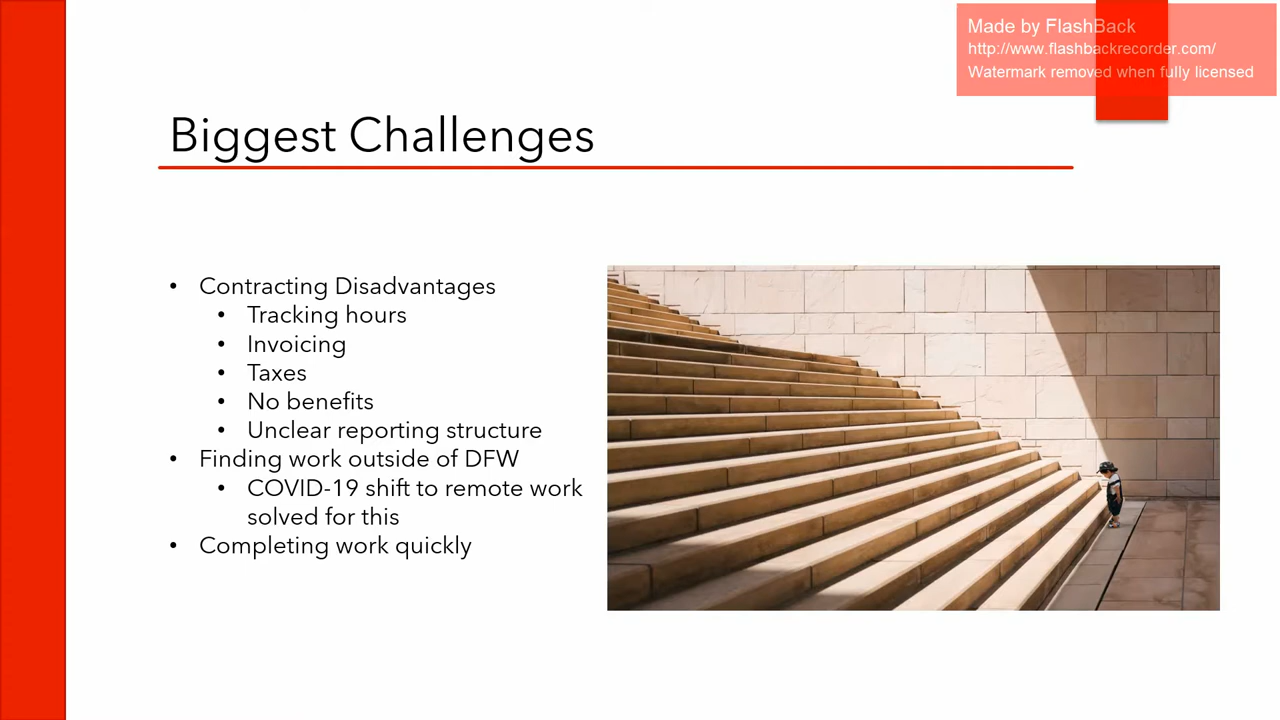 Made by FlashBack
http://www.flashbackrecorder.com/
Watermark removed when fully licensed
Biggest Challenges
• Contracting Disadvantages
• Tracking hours
• Invoicing
• Taxes
• No benefits
• Unclear reporting structure
• Finding work outside of DFW
• COVID-19 shift to remote work
solved for this
• Completing work quickly